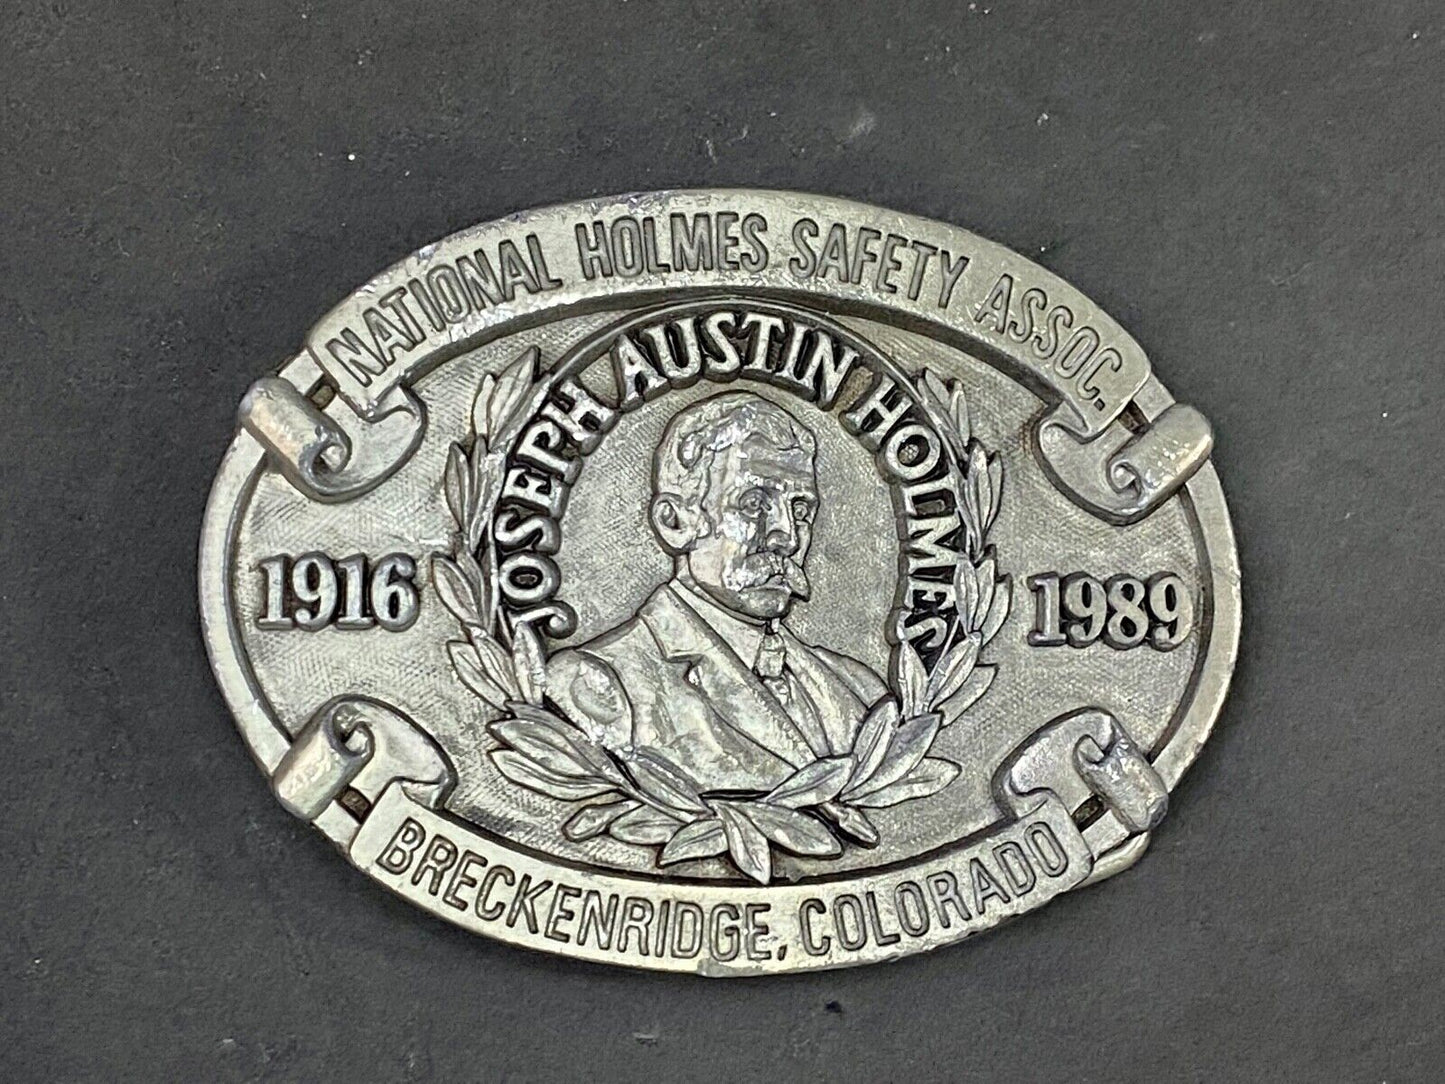 NATIONAL HOLMES SAFETY ASSOC.
JOSEPH AUSTIN HOLMES
1916
1989
BRECKENRIDGE, COLORADO